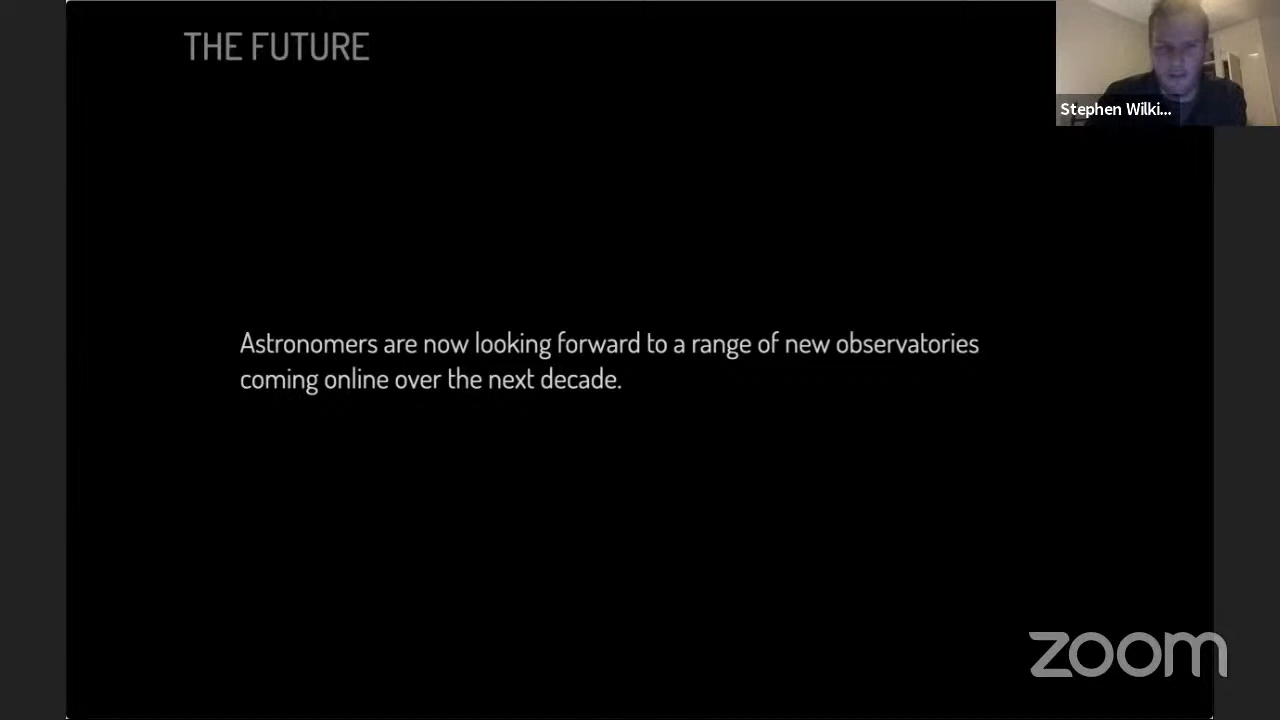 THE FUTURE
Stephen Wilki...
Astronomers are now looking forward to a range of new observatories
coming online over the next decade.
zoom